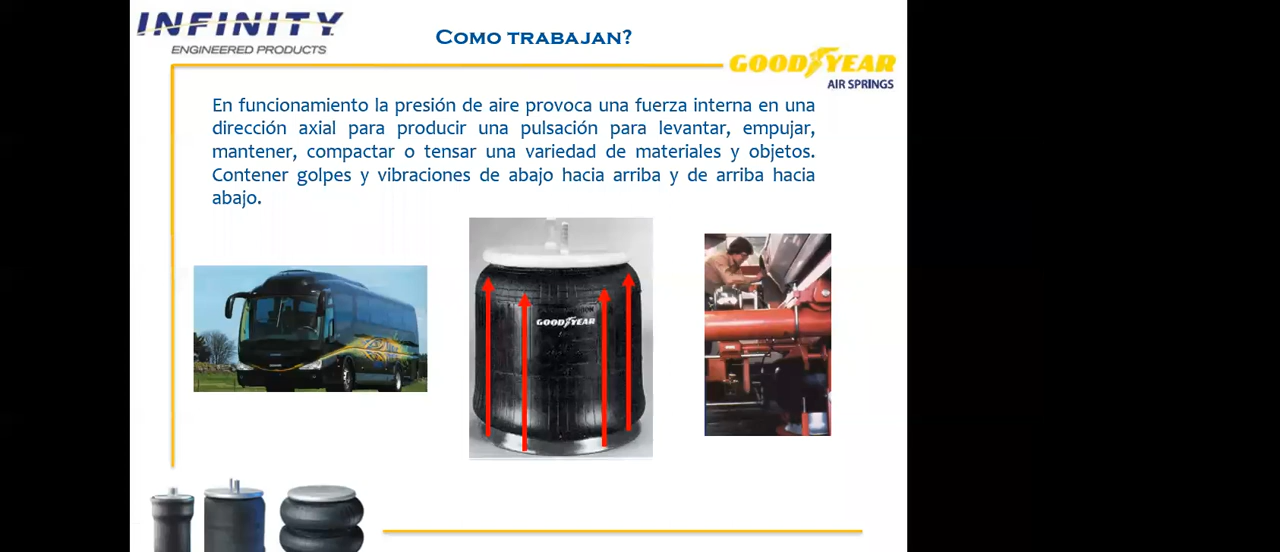 INFINITY
ENGINEERED PRODUCTS
COMO TRABAJAN?
GOODYEAR
AIR SPRINGS
En funcionamiento la presión de aire provoca una fuerza interna en una
dirección axial para producir una pulsación para levantar, empujar,
mantener, compactar o tensar una variedad de materiales y objetos.
Contener golpes y vibraciones de abajo hacia arriba y de arriba hacia
abajo.
GOODYEAR